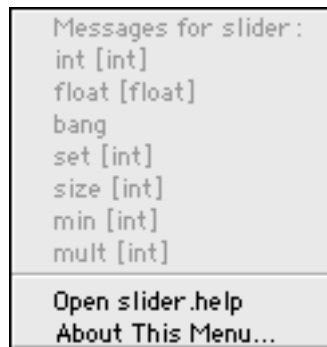 Messages for slider:
int [int]
float [float]
bang
set [int]
size [int]
min [int]
mult [int]
Open slider.help
About This Menu...